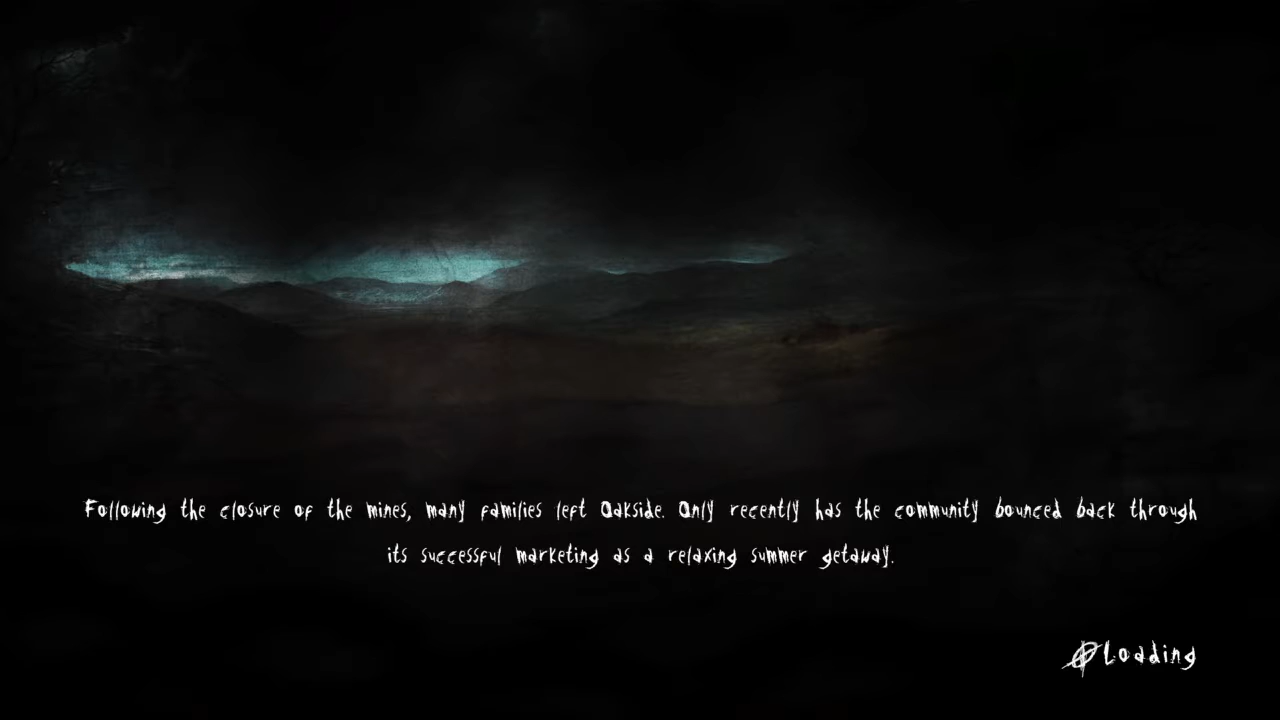 Following the closure of the mines, many families left Oakside. Only recently has the community bounced back through
its successful marketing as a relaxing summer getaway.
Loading